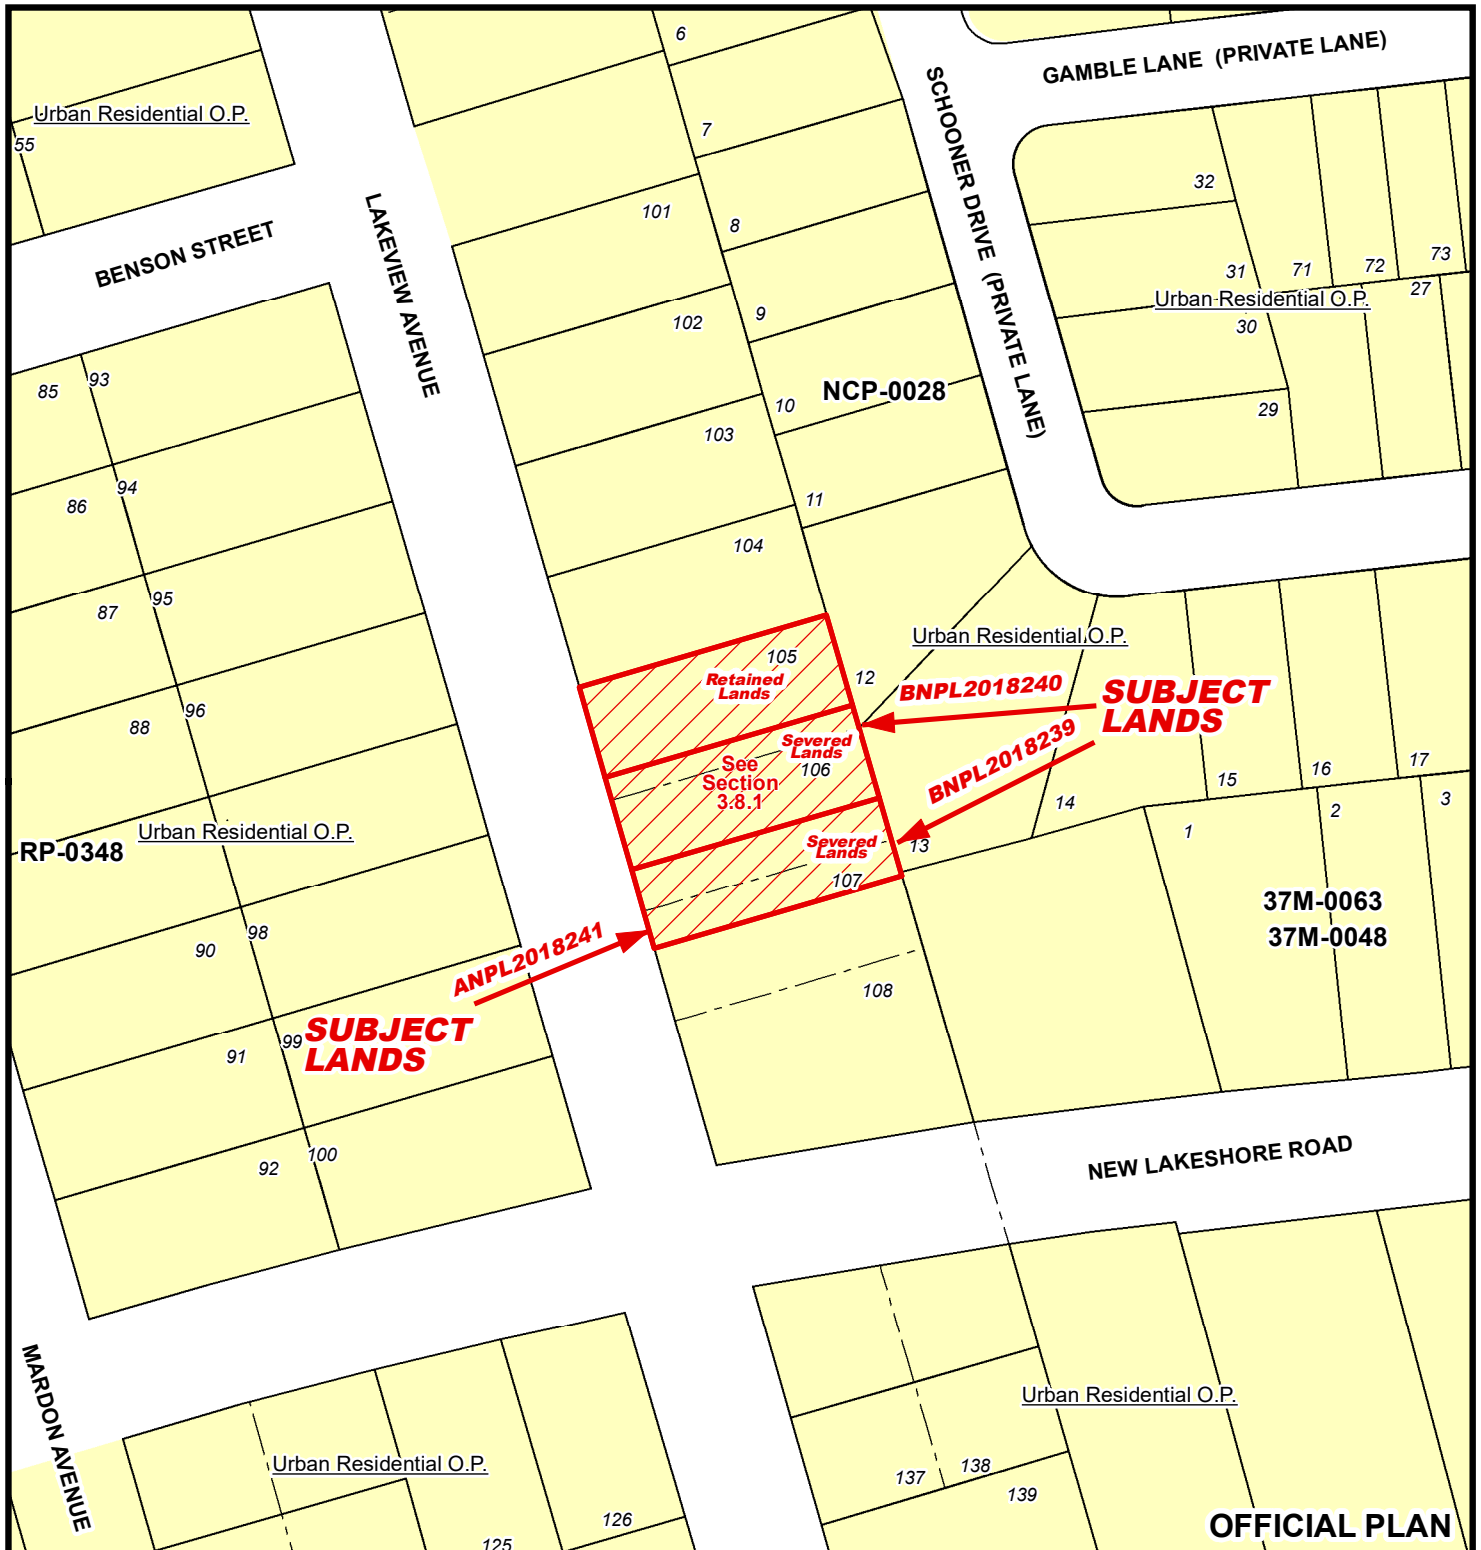 6
GAMBLE LANE (PRIVATE LANE)
SCHOONER DRIVE (PRIVATE LANE)
Urban Residential O.P.
55
7
32
LAKEVIEW AVENUE
101
8
BENSON STREET
31
71
72
73
27
Urban Residential O.P.
9
102
30
85
93
NCP-0028
10
29
103
94
86
11
104
95
87
Urban Residential O.P.
105
12
Retained
Lands
BNPL2018240
SUBJECT
LANDS
96
88
Severed
Lands
106
See
Section
3.8.1
BNPL2018239
15
16
17
14
1
2
3
RP-0348
Urban Residential O.P.
Severed
Lands
13
107
37M-0063
37M-0048
98
90
ANPL2018241
108
SUBJECT
LANDS
99
91
92
100
NEW LAKESHORE ROAD
MARDON AVENUE
Urban Residential O.P.
Urban Residential O.P.
137
138
139
126
125
OFFICIAL PLAN